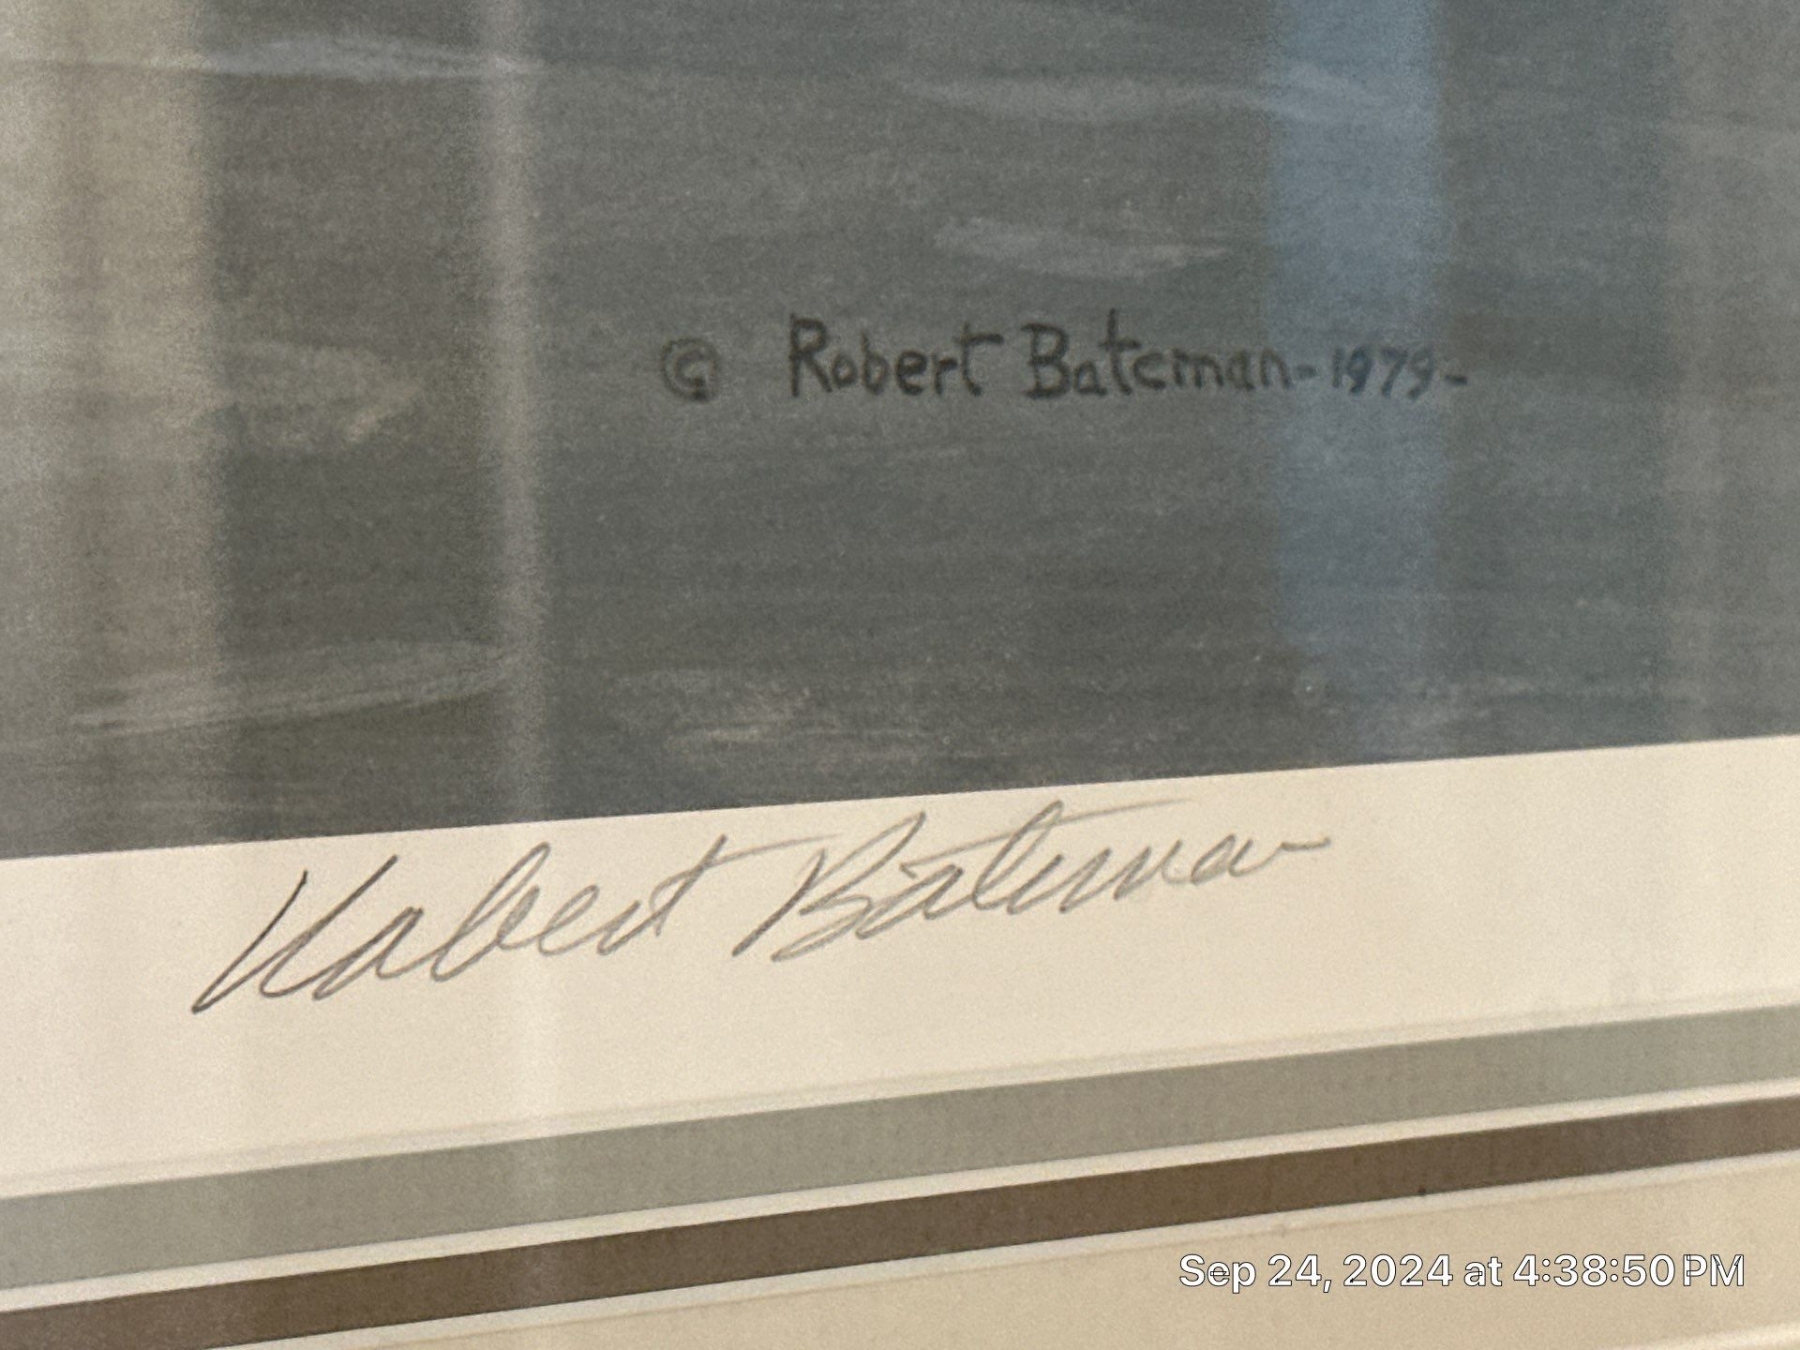 © Robert Bateman-1979-
Robert Bateman
Sep 24, 2024 at 4:38:50 PM